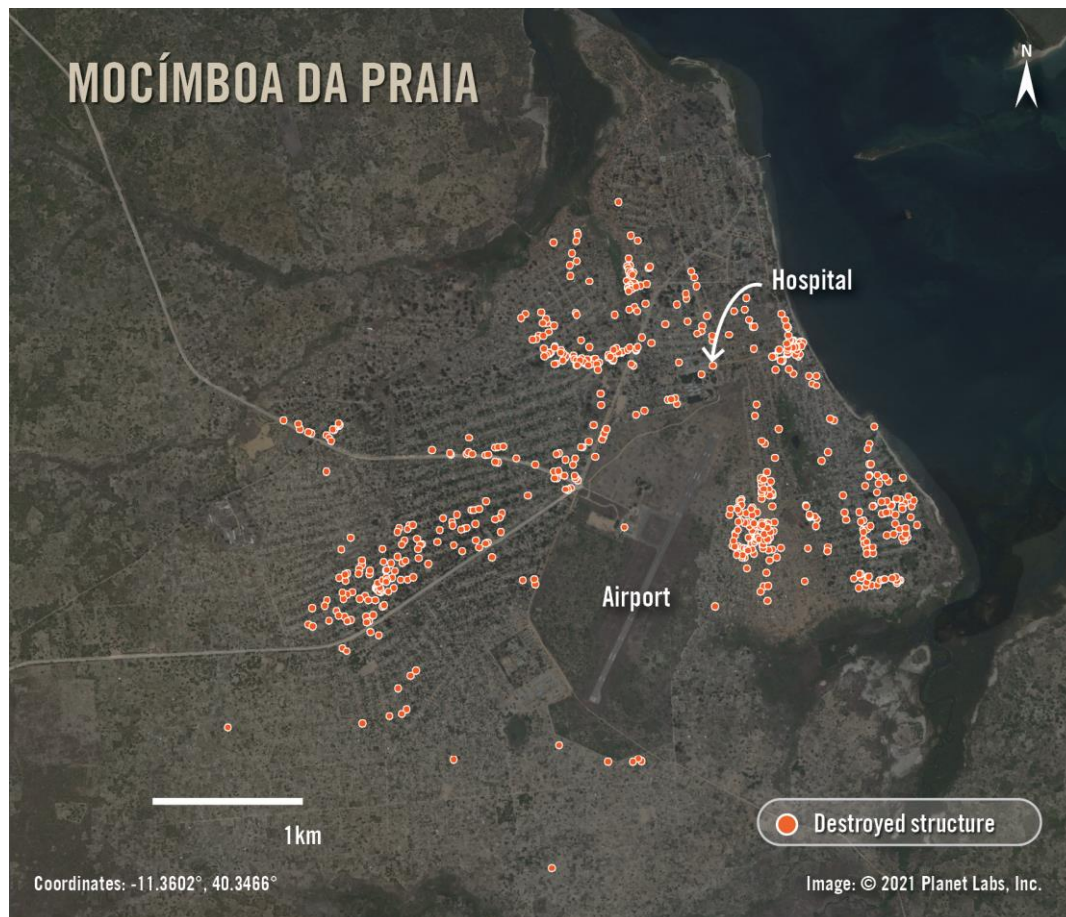 MOCÍMBOA DA PRAIA
N
Hospital
Airport
1km
Destroyed structure
Coordinates: -11.3602°, 40.3466°
Image: © 2021 Planet Labs, Inc.